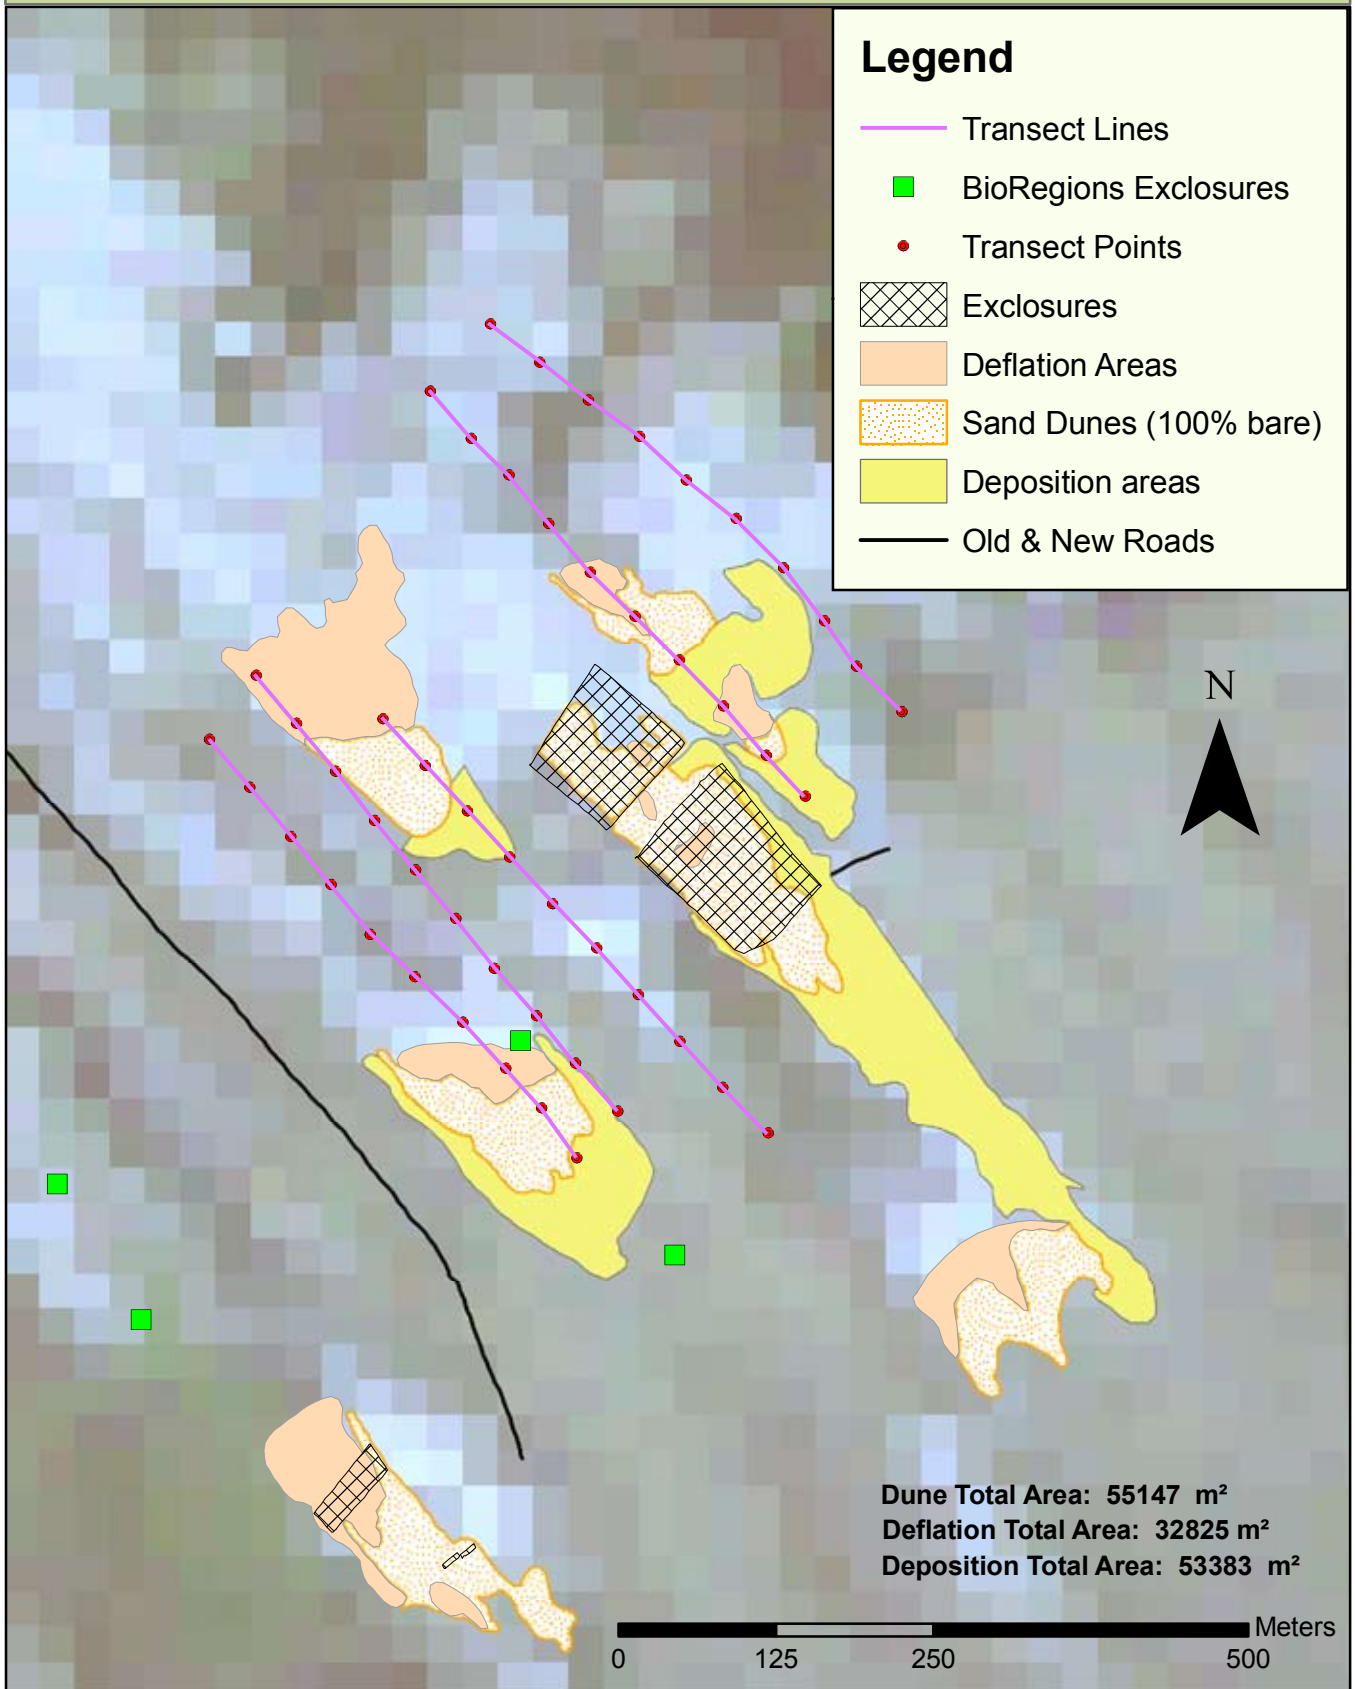 Legend
Transect Lines
BioRegions Exclosures
Transect Points
Exclosures
Deflation Areas
Sand Dunes (100% bare)
Deposition areas
Old & New Roads
N
Dune Total Area: 55147 m²
Deflation Total Area: 32825 m²
Deposition Total Area: 53383 m²
Meters
0 125 250 500